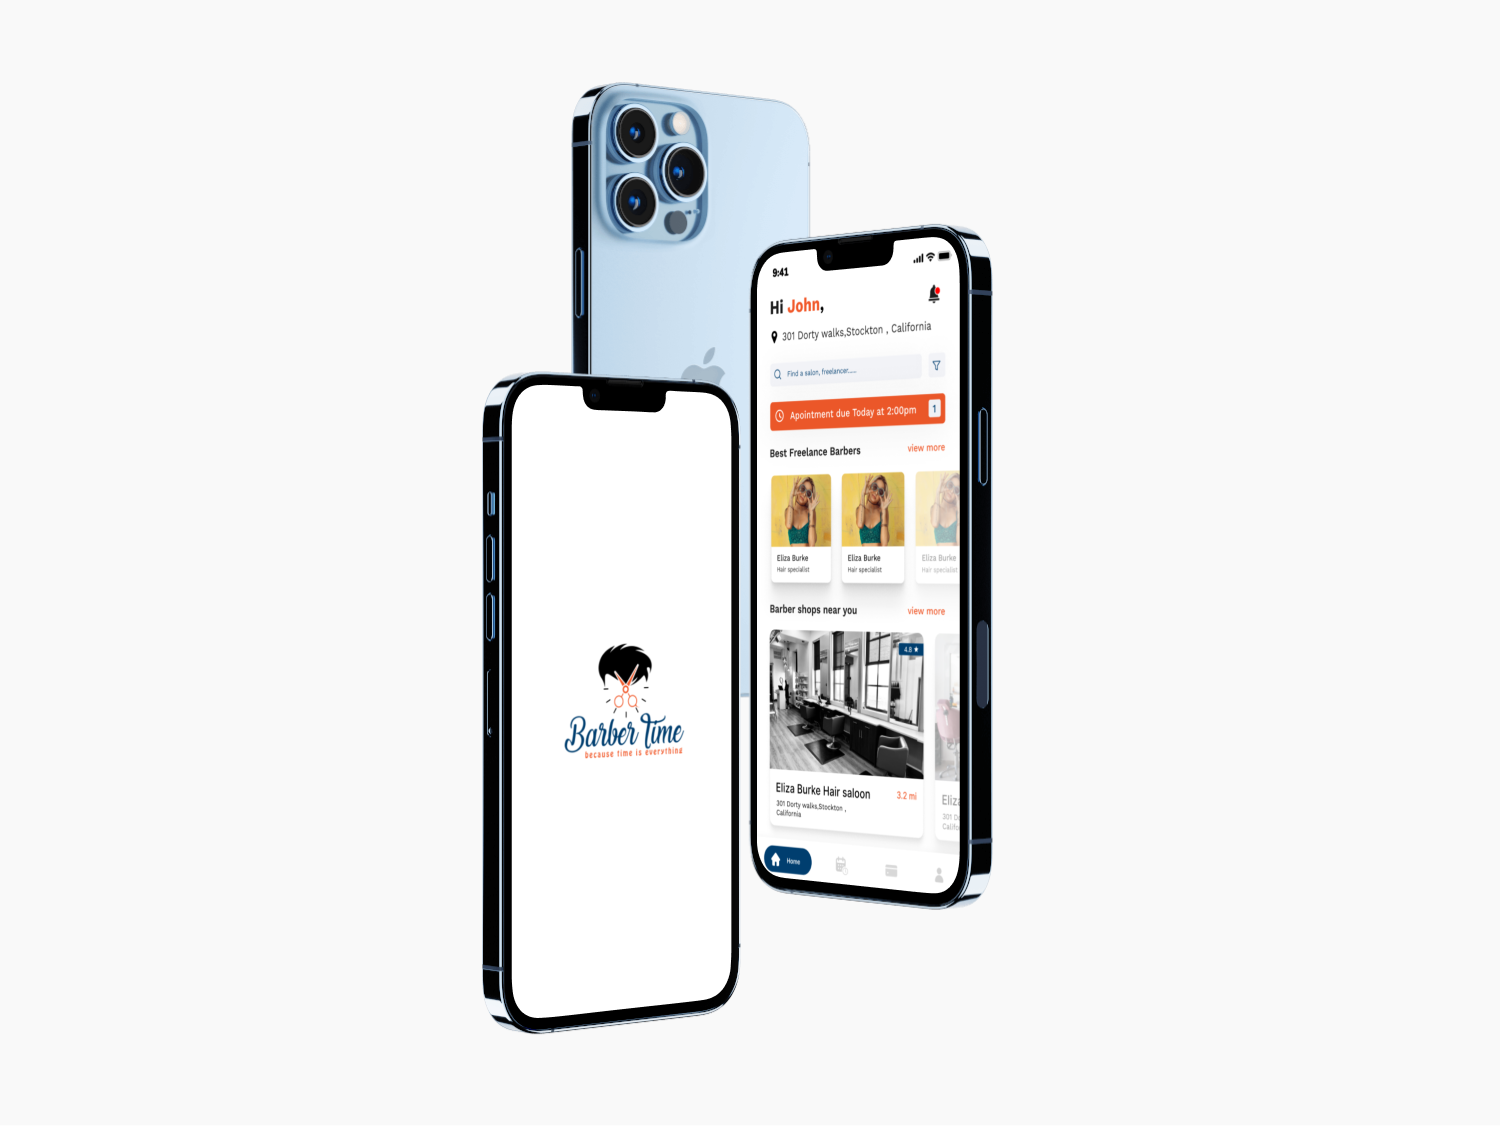 Barber Time
because time is everything
9:41
Hi John,
301 Dorty walks,Stockton , California
Find a salon, freelancer......
Apointment due Today at 2:00pm
1
Best Freelance Barbers
view more
Eliza Burke
Hair specialist
Eliza Burke
Hair specialist
Eliza Burke
Hair specialist
Barber shops near you
view more
4.8 ★
Eliza Burke Hair saloon
3.2 mi
301 Dorty walks,Stockton ,
California
Eliza
301 D
Califo
Home